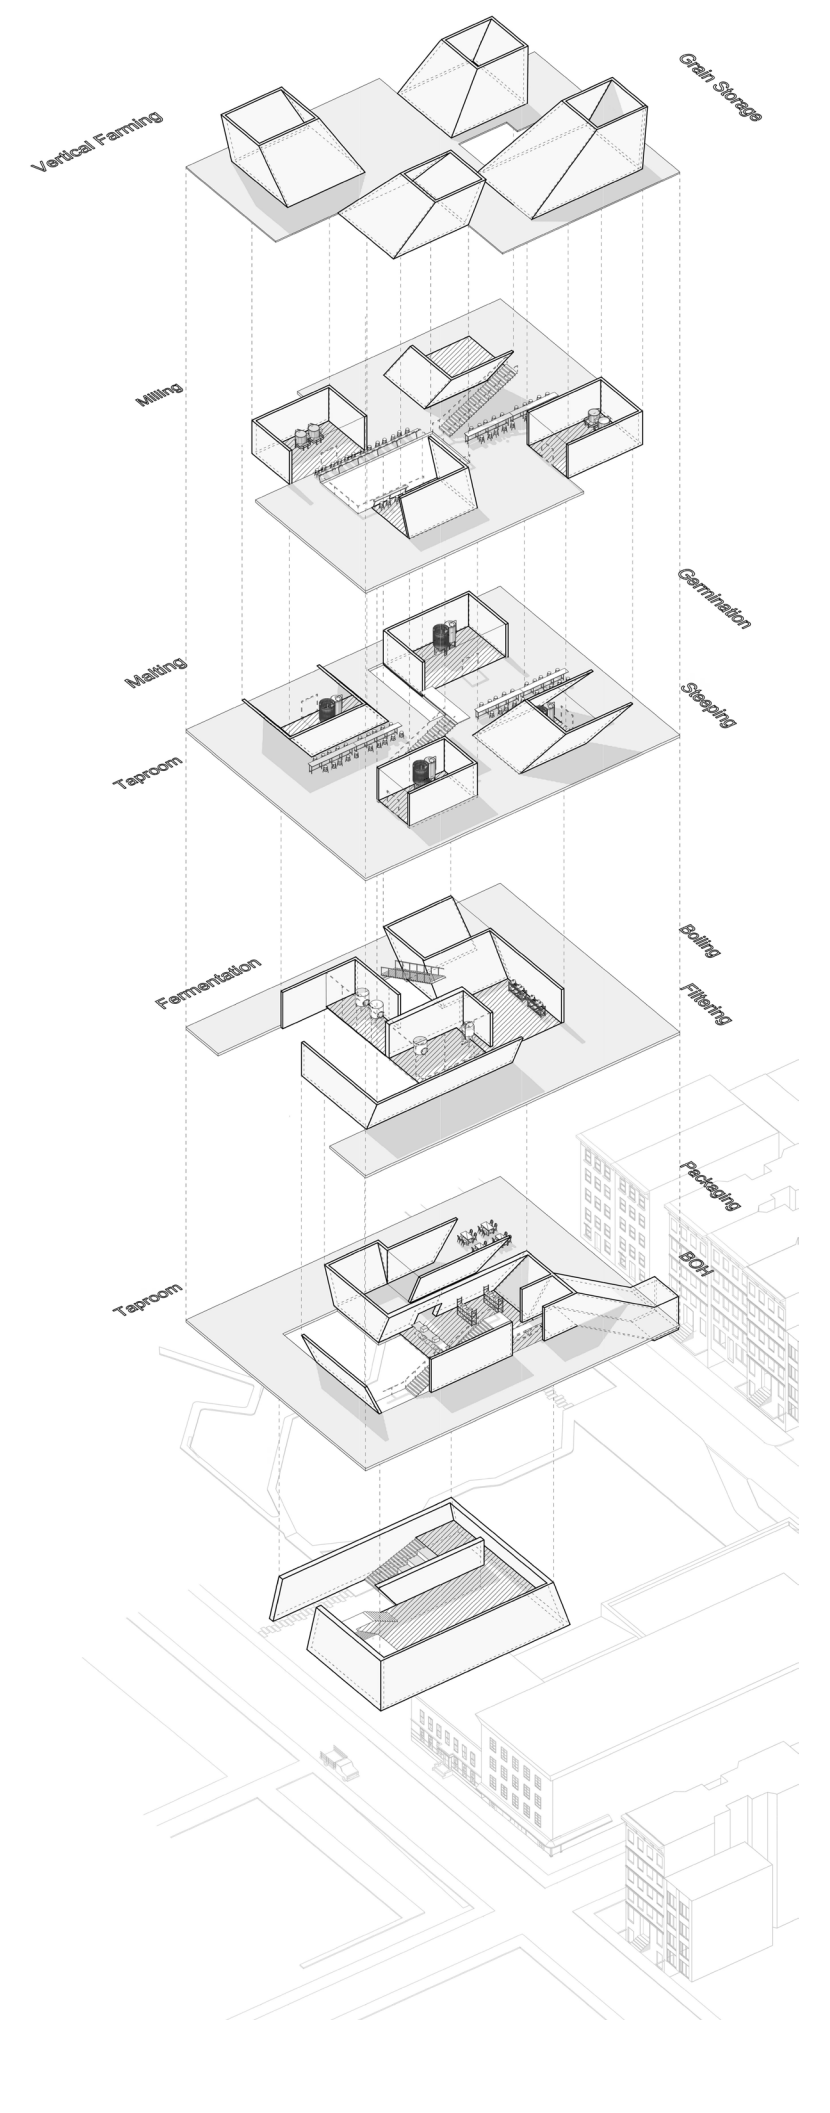 Grain Storage
Vertical Farming
Milling
Germination
Malting
Steeping
Taproom
Boiling
Fermentation
Filtering
Packaging
BOH
Taproom